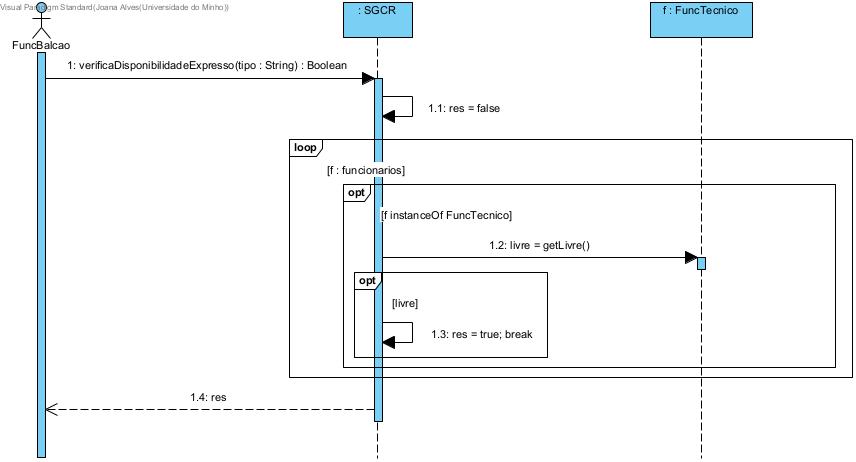 Visual Paradigm Standard(Joana Alves(Universidade do Minho))
: SGCR
f : FuncTecnico
FuncBalcao
1: verificaDisponibilidadeExpresso(tipo : String) : Boolean
1.1: res = false
loop
[f : funcionarios]
opt
[f instanceOf FuncTecnico]
1.2: livre = getLivre()
opt
[livre]
1.3: res = true; break
1.4: res